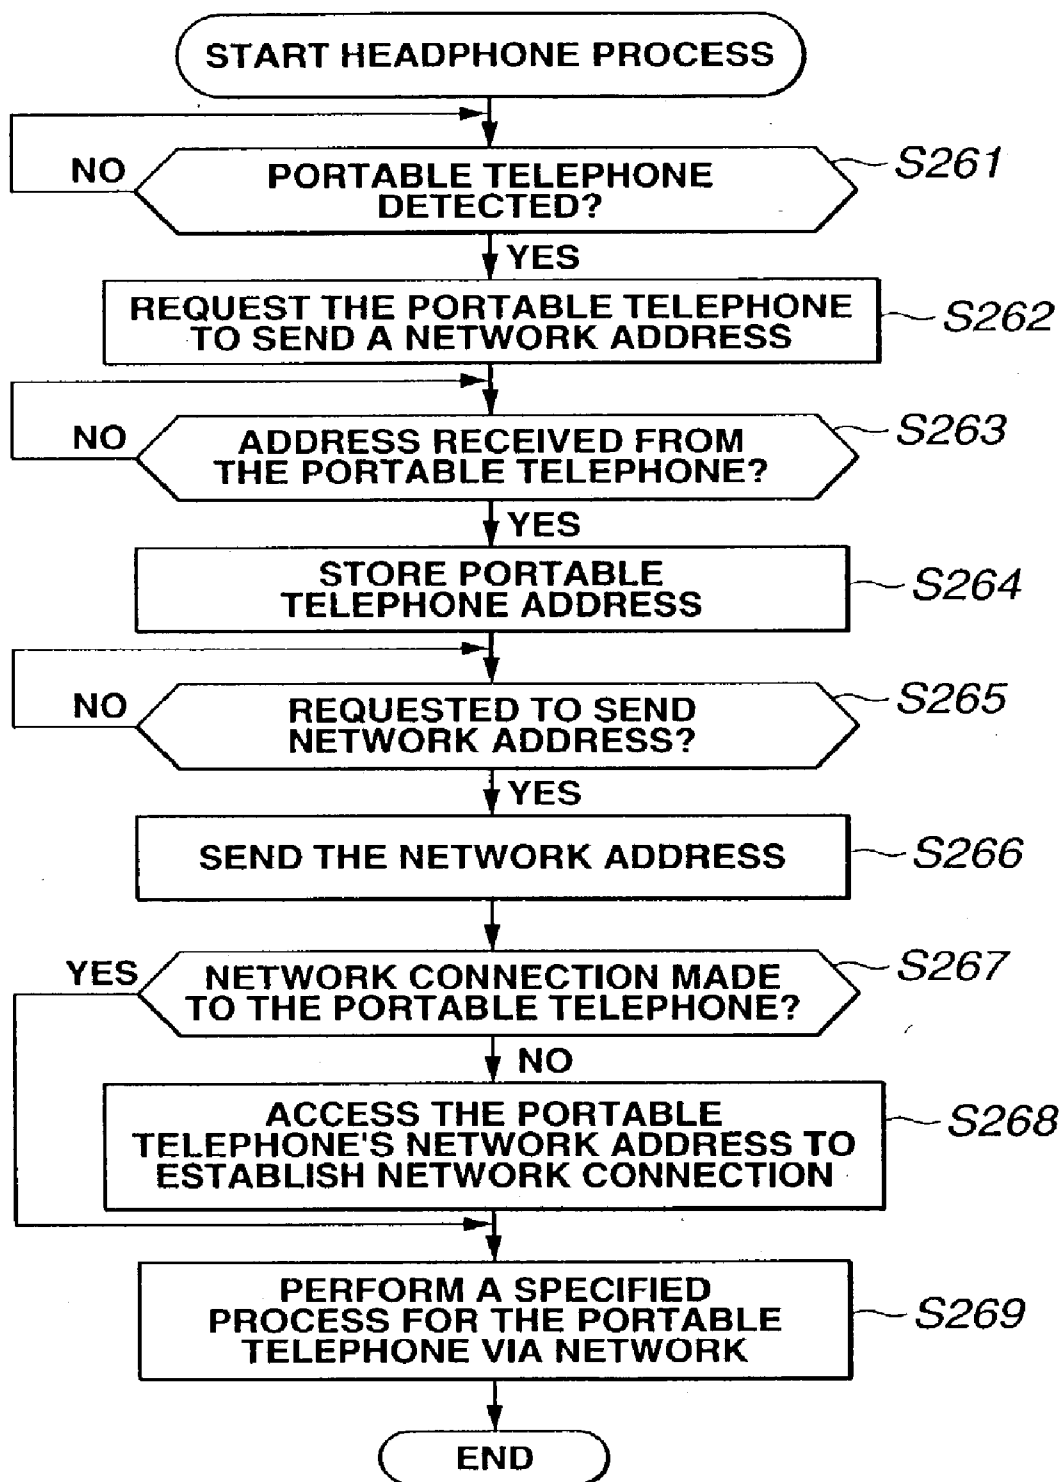 START HEADPHONE PROCESS
NO
PORTABLE TELEPHONE
DETECTED?
S261
YES
REQUEST THE PORTABLE TELEPHONE
TO SEND A NETWORK ADDRESS
S262
NO
ADDRESS RECEIVED FROM
THE PORTABLE TELEPHONE?
S263
YES
STORE PORTABLE
TELEPHONE ADDRESS
S264
NO
REQUESTED TO SEND
NETWORK ADDRESS?
S265
YES
SEND THE NETWORK ADDRESS
S266
YES
NETWORK CONNECTION MADE
TO THE PORTABLE TELEPHONE?
S267
NO
ACCESS THE PORTABLE
TELEPHONE'S NETWORK ADDRESS TO
ESTABLISH NETWORK CONNECTION
S268
PERFORM A SPECIFIED
PROCESS FOR THE PORTABLE
TELEPHONE VIA NETWORK
S269
END